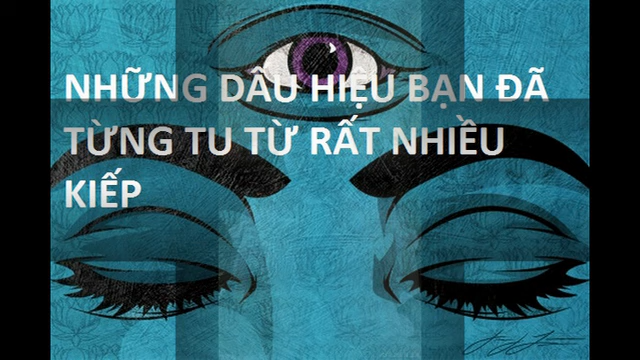 NHỮNG DẤU HIỆU BẠN ĐÃ
TỪNG TU TỪ RẤT NHIỀU
KIẾP